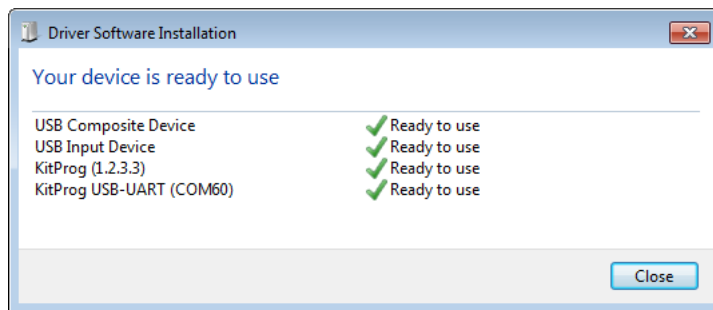 Driver Software Installation
Your device is ready to use
USB Composite Device Ready to use
USB Input Device Ready to use
KitProg (1.2.3.3) Ready to use
KitProg USB-UART (COM60) Ready to use
Close